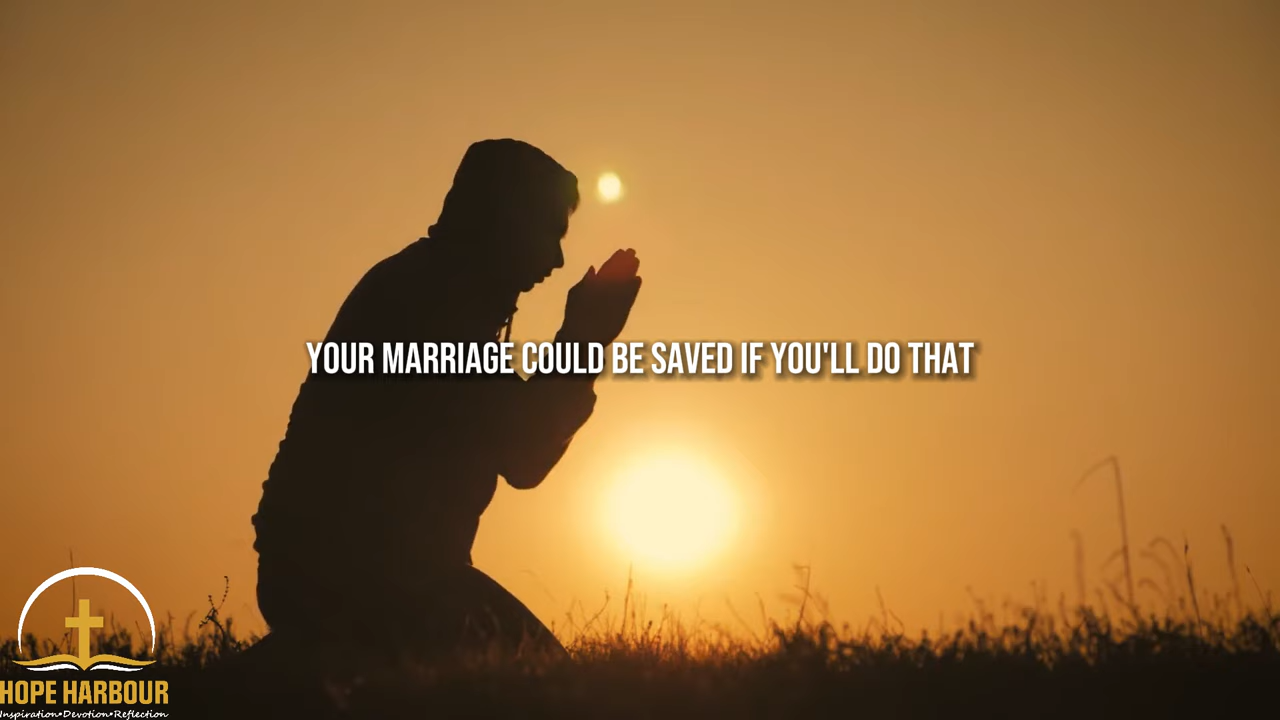 YOUR MARRIAGE COULD BE SAVED IF YOU'LL DO THAT
HOPE HARBOUR
Inspiration•Devotion•Reflection